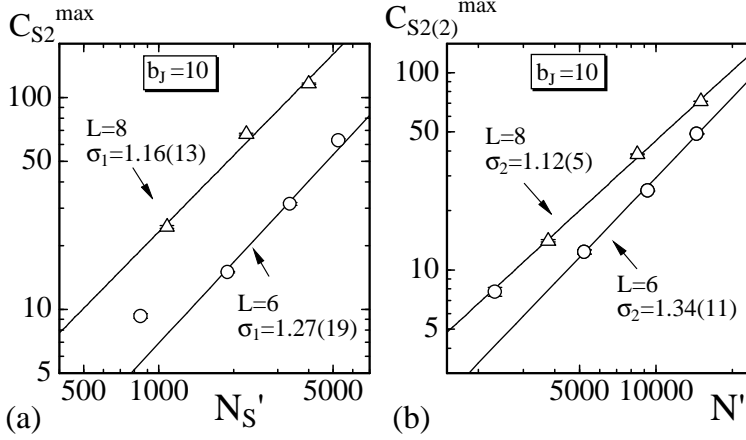 C_{S2}^{max}
b_J=10
100
50
10
5
L=8
σ_1=1.16(13)
L=6
σ_1=1.27(19)
500
1000
5000
(a)
N_S'
C_{S2(2)}^{max}
b_J=10
100
50
10
5
L=8
σ_2=1.12(5)
L=6
σ_2=1.34(11)
5000
10000
(b)
N'